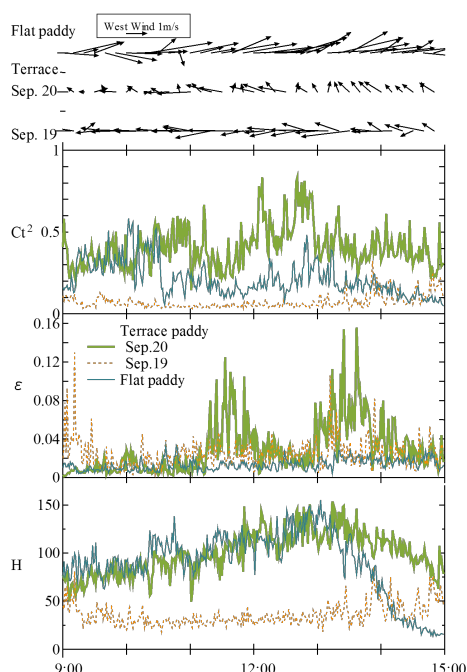 West Wind 1m/s
Flat paddy
Terrace
Sep. 20
Sep. 19
1
Ct²
0.5
0
0.16
Terrace paddy
Sep.20
0.12
Sep.19
Flat paddy
ε
0.08
0.04
0
150
100
H
50
0
9:00 12:00 15:00